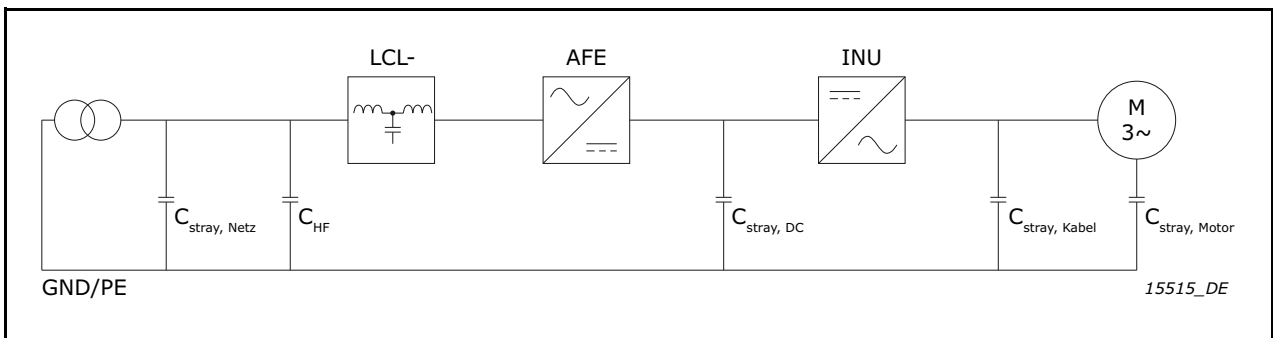 LCL-
AFE
INU
M
3~
C stray, Netz
C HF
C stray, DC
C stray, Kabel
C stray, Motor
GND/PE
15515_DE